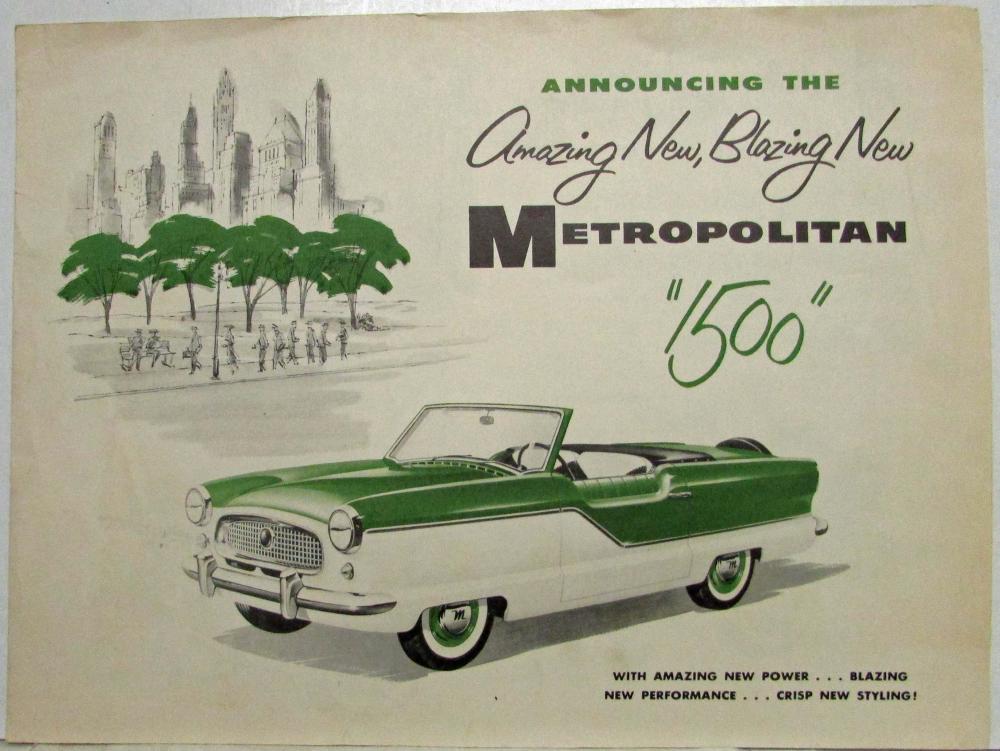 ANNOUNCING THE
Amazing New, Blazing New
METROPOLITAN
"1500"
M
M
WITH AMAZING NEW POWER . . . BLAZING
NEW PERFORMANCE . . . CRISP NEW STYLING!